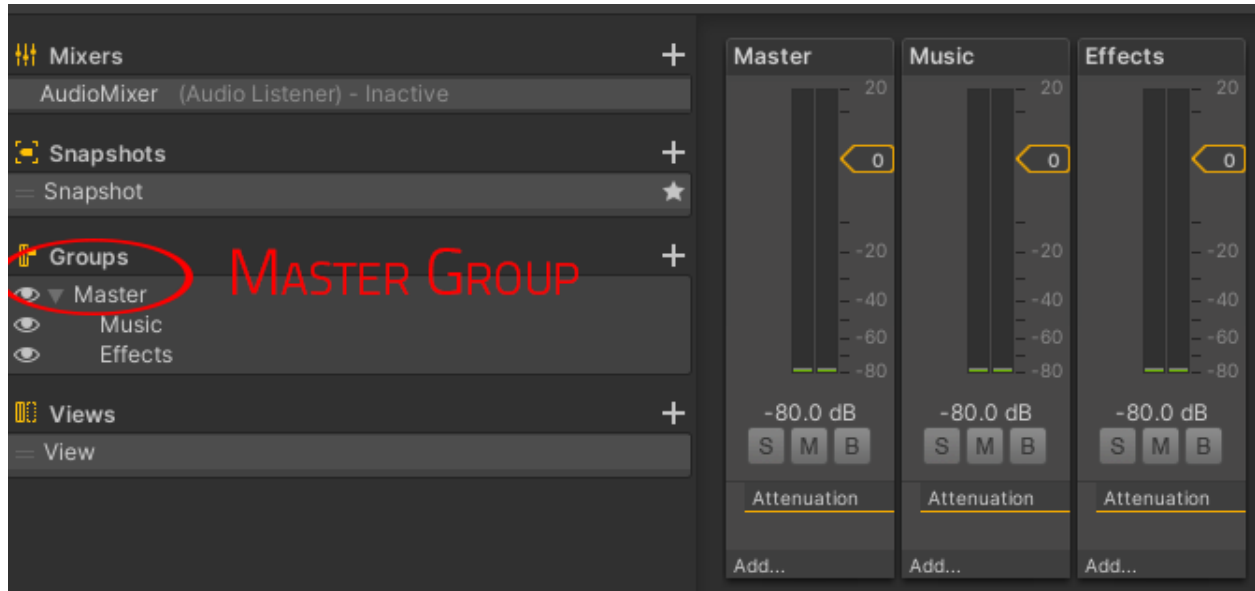 Mixers
AudioMixer (Audio Listener) - Inactive
Snapshots
Snapshot
Groups
MASTER GROUP
Master
Music
Effects
Views
View
Master Music Effects
20 20 20
0 0 0
-20 -20 -20
-40 -40 -40
-60 -60 -60
-80 -80 -80
-80.0 dB -80.0 dB -80.0 dB
S M B S M B S M B
Attenuation Attenuation Attenuation
Add... Add... Add...